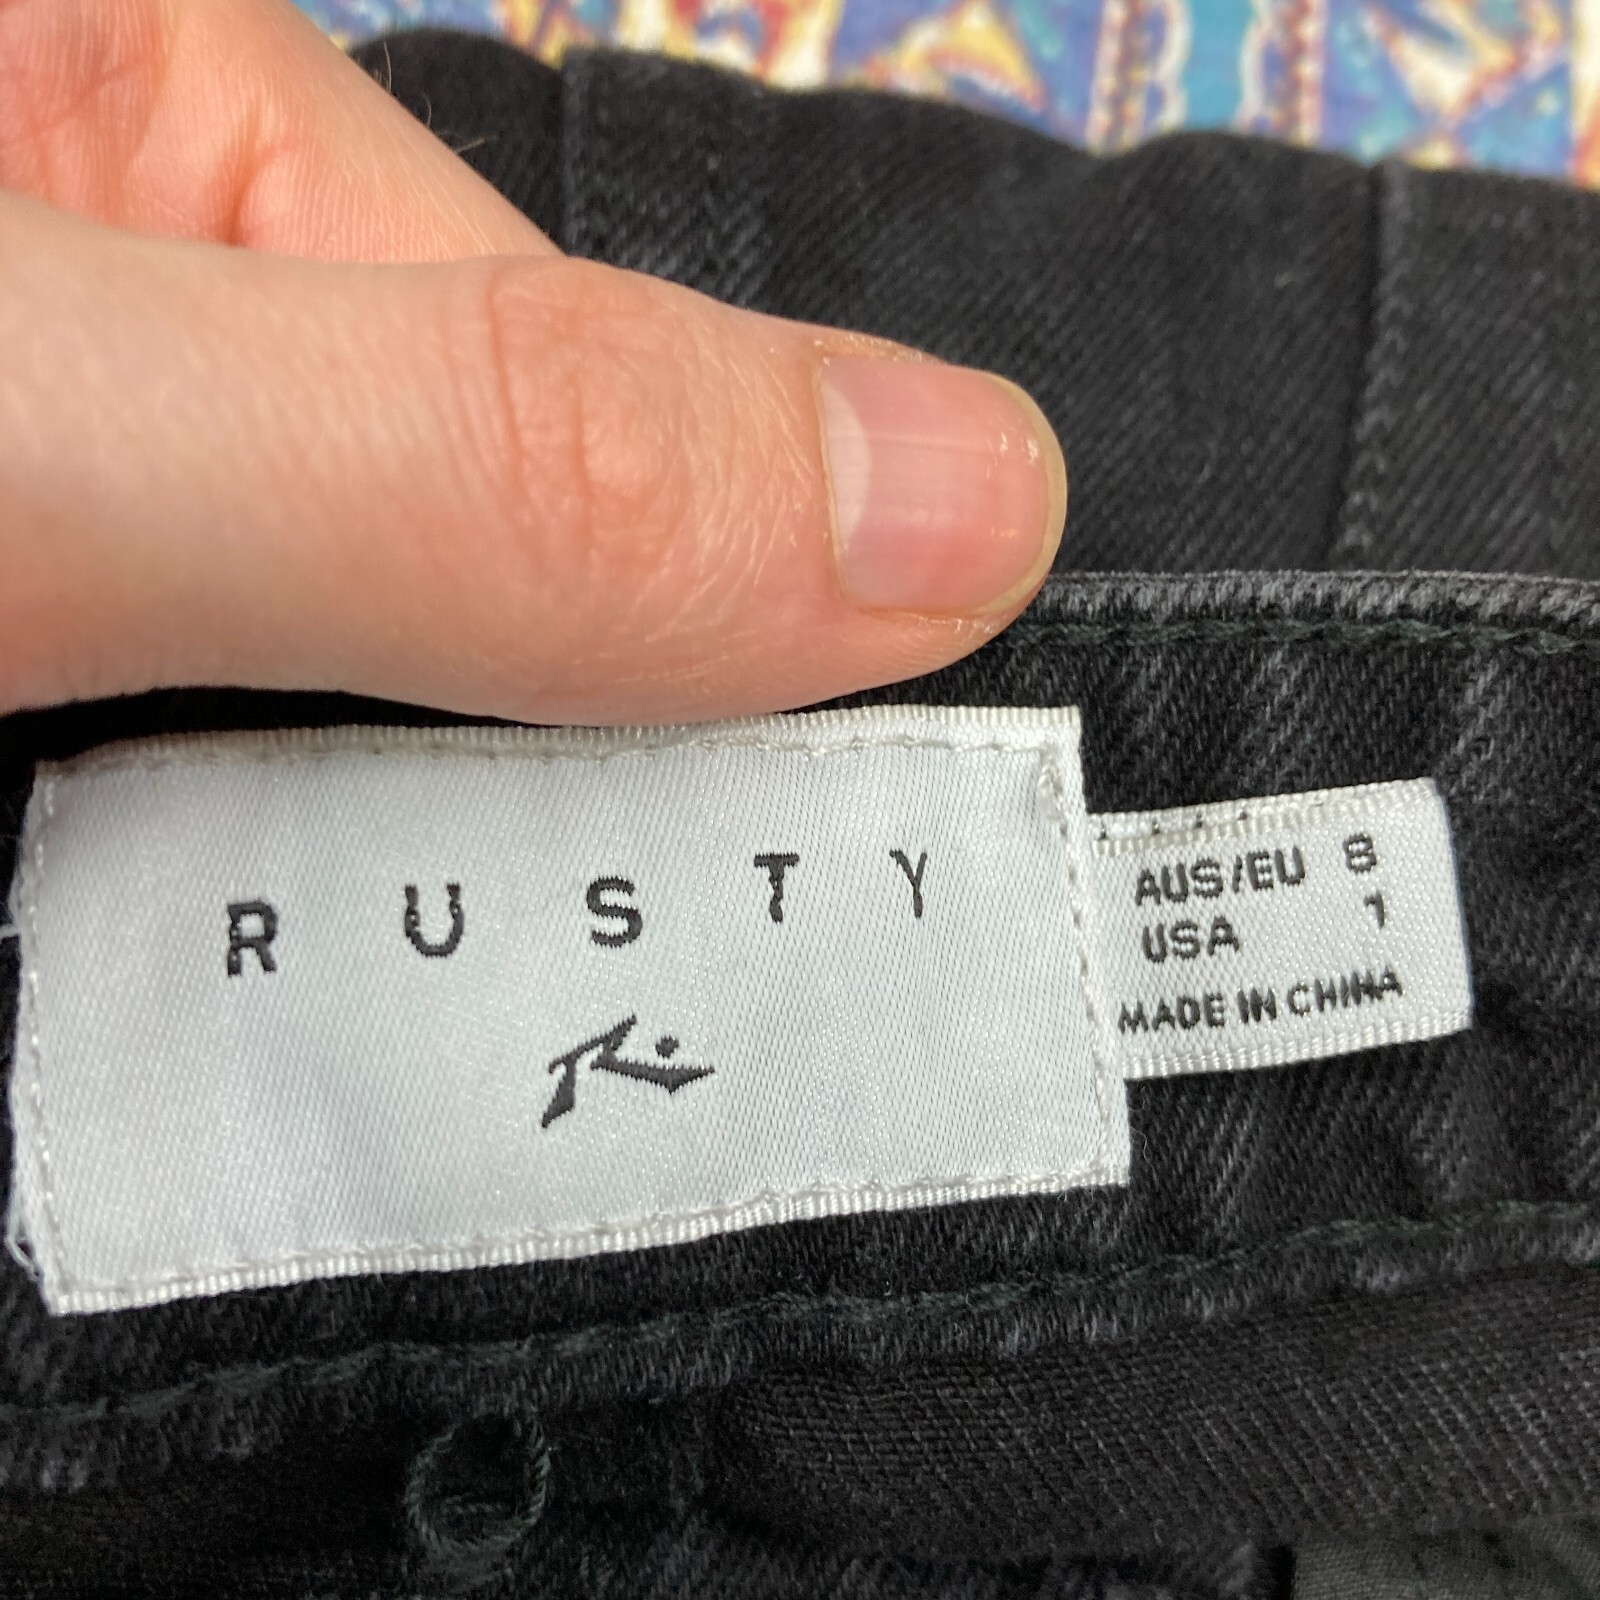 RUSTY
AUS/EU 8
USA 1
MADE IN CHINA